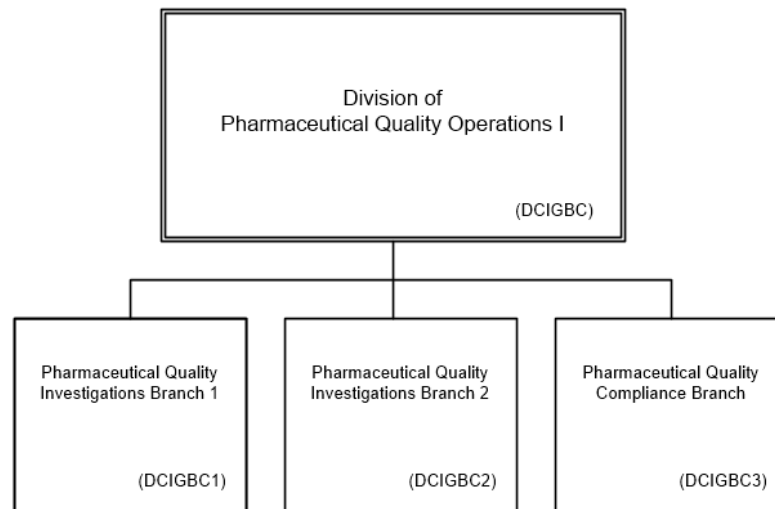 Division of
Pharmaceutical Quality Operations I
(DCIGBC)
Pharmaceutical Quality
Investigations Branch 1
(DCIGBC1)
Pharmaceutical Quality
Investigations Branch 2
(DCIGBC2)
Pharmaceutical Quality
Compliance Branch
(DCIGBC3)